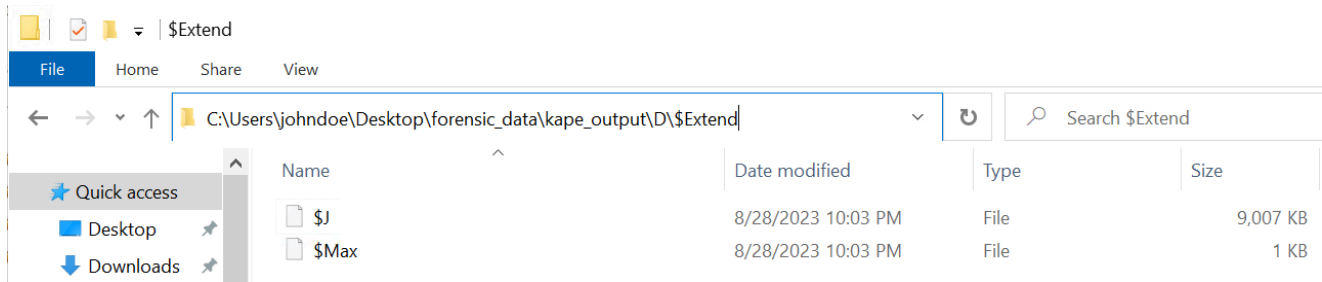 $Extend
File Home Share View
C:\Users\johndoe\Desktop\forensic_data\kape_output\D\$Extend Search $Extend
Name Date modified Type Size
Quick access
$J 8/28/2023 10:03 PM File 9,007 KB
Desktop
$Max 8/28/2023 10:03 PM File 1 KB
Downloads